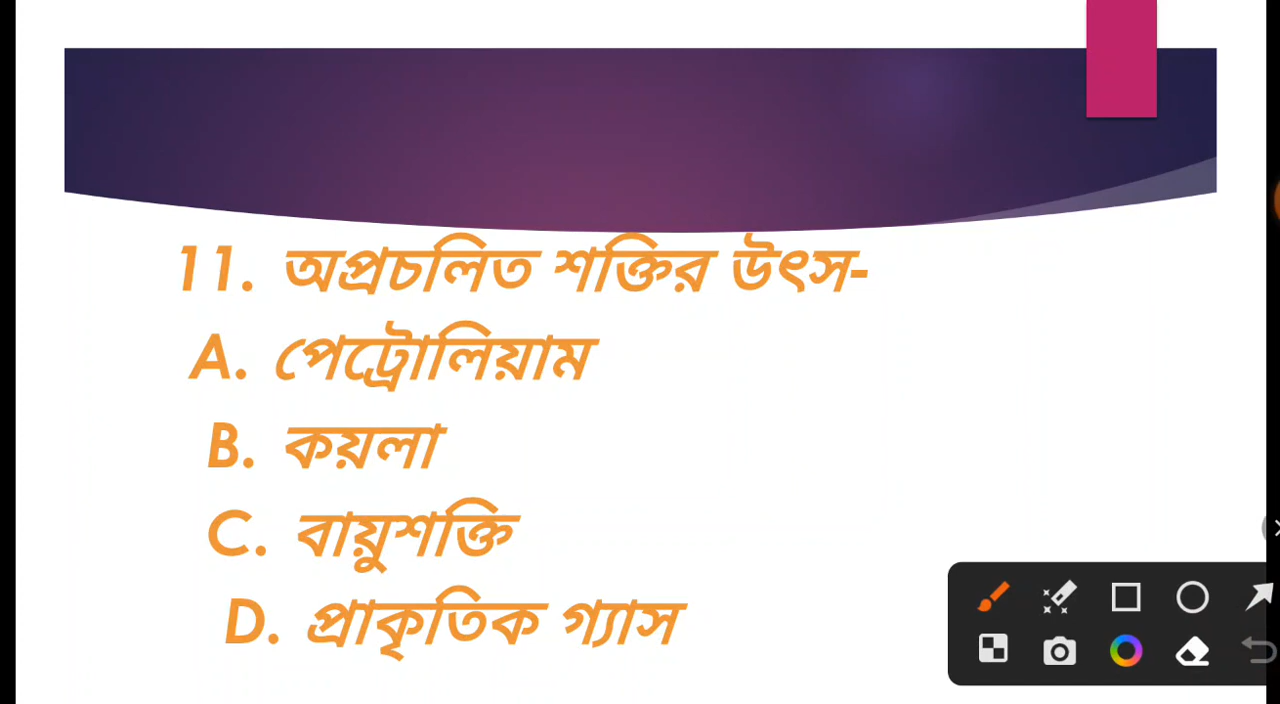 11. অপ্রচলিত শক্তির উৎস-
A. পেট্রোলিয়াম
B. কয়লা
C. বায়ুশক্তি
D. প্রাকৃতিক গ্যাস